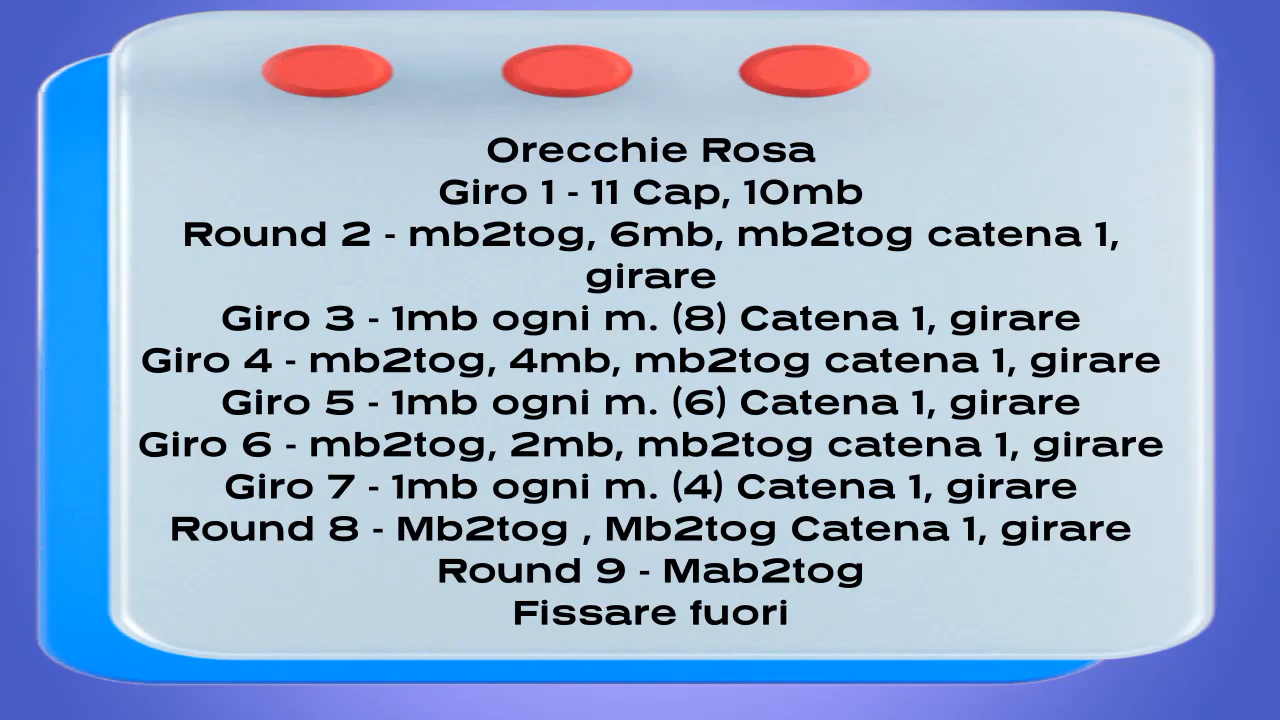 Orecchie Rosa
Giro 1 - 11 Cap, 10mb
Round 2 - mb2tog, 6mb, mb2tog catena 1,
girare
Giro 3 - 1mb ogni m. (8) Catena 1, girare
Giro 4 - mb2tog, 4mb, mb2tog catena 1, girare
Giro 5 - 1mb ogni m. (6) Catena 1, girare
Giro 6 - mb2tog, 2mb, mb2tog catena 1, girare
Giro 7 - 1mb ogni m. (4) Catena 1, girare
Round 8 - Mb2tog , Mb2tog Catena 1, girare
Round 9 - Mab2tog
Fissare fuori